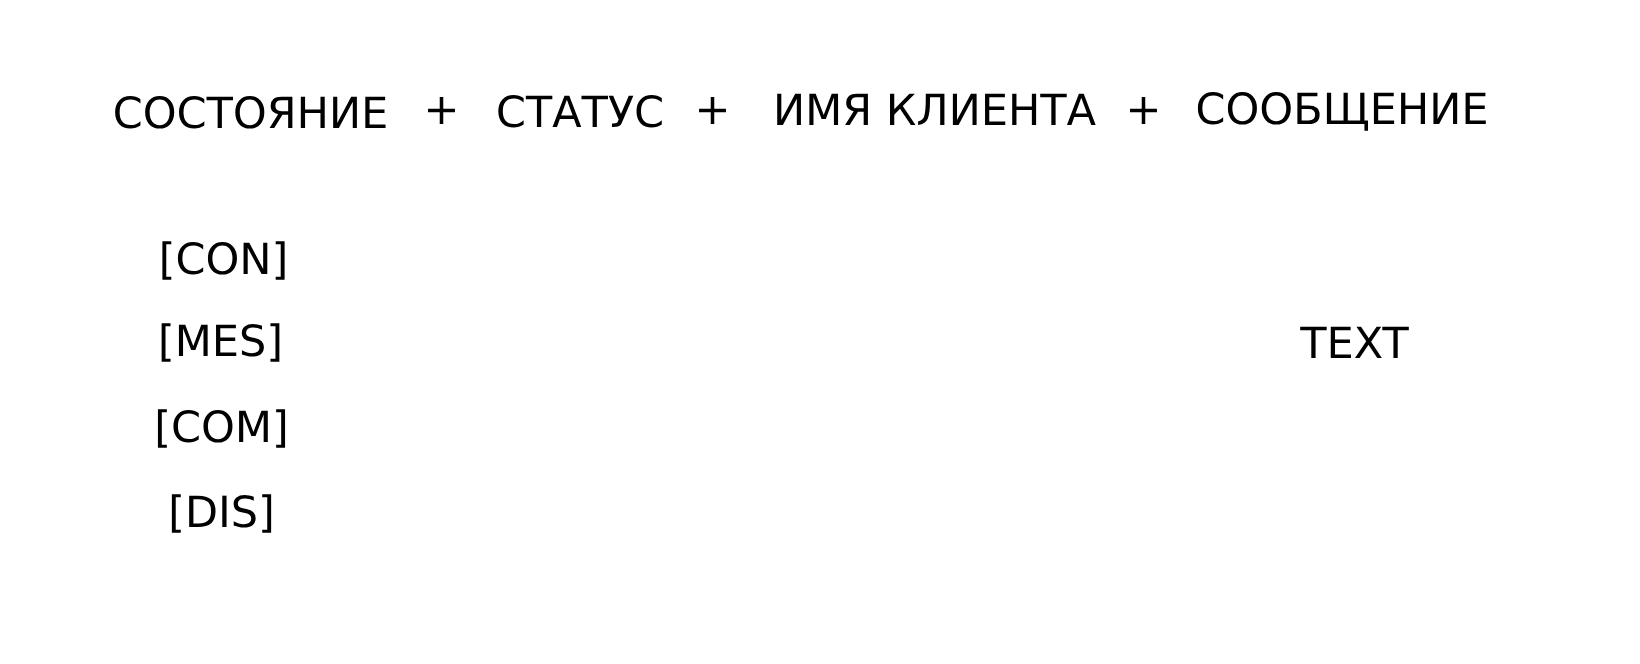 СОСТОЯНИЕ + СТАТУС + ИМЯ КЛИЕНТА + СООБЩЕНИЕ
[CON]
[MES] TEXT
[COM]
[DIS]